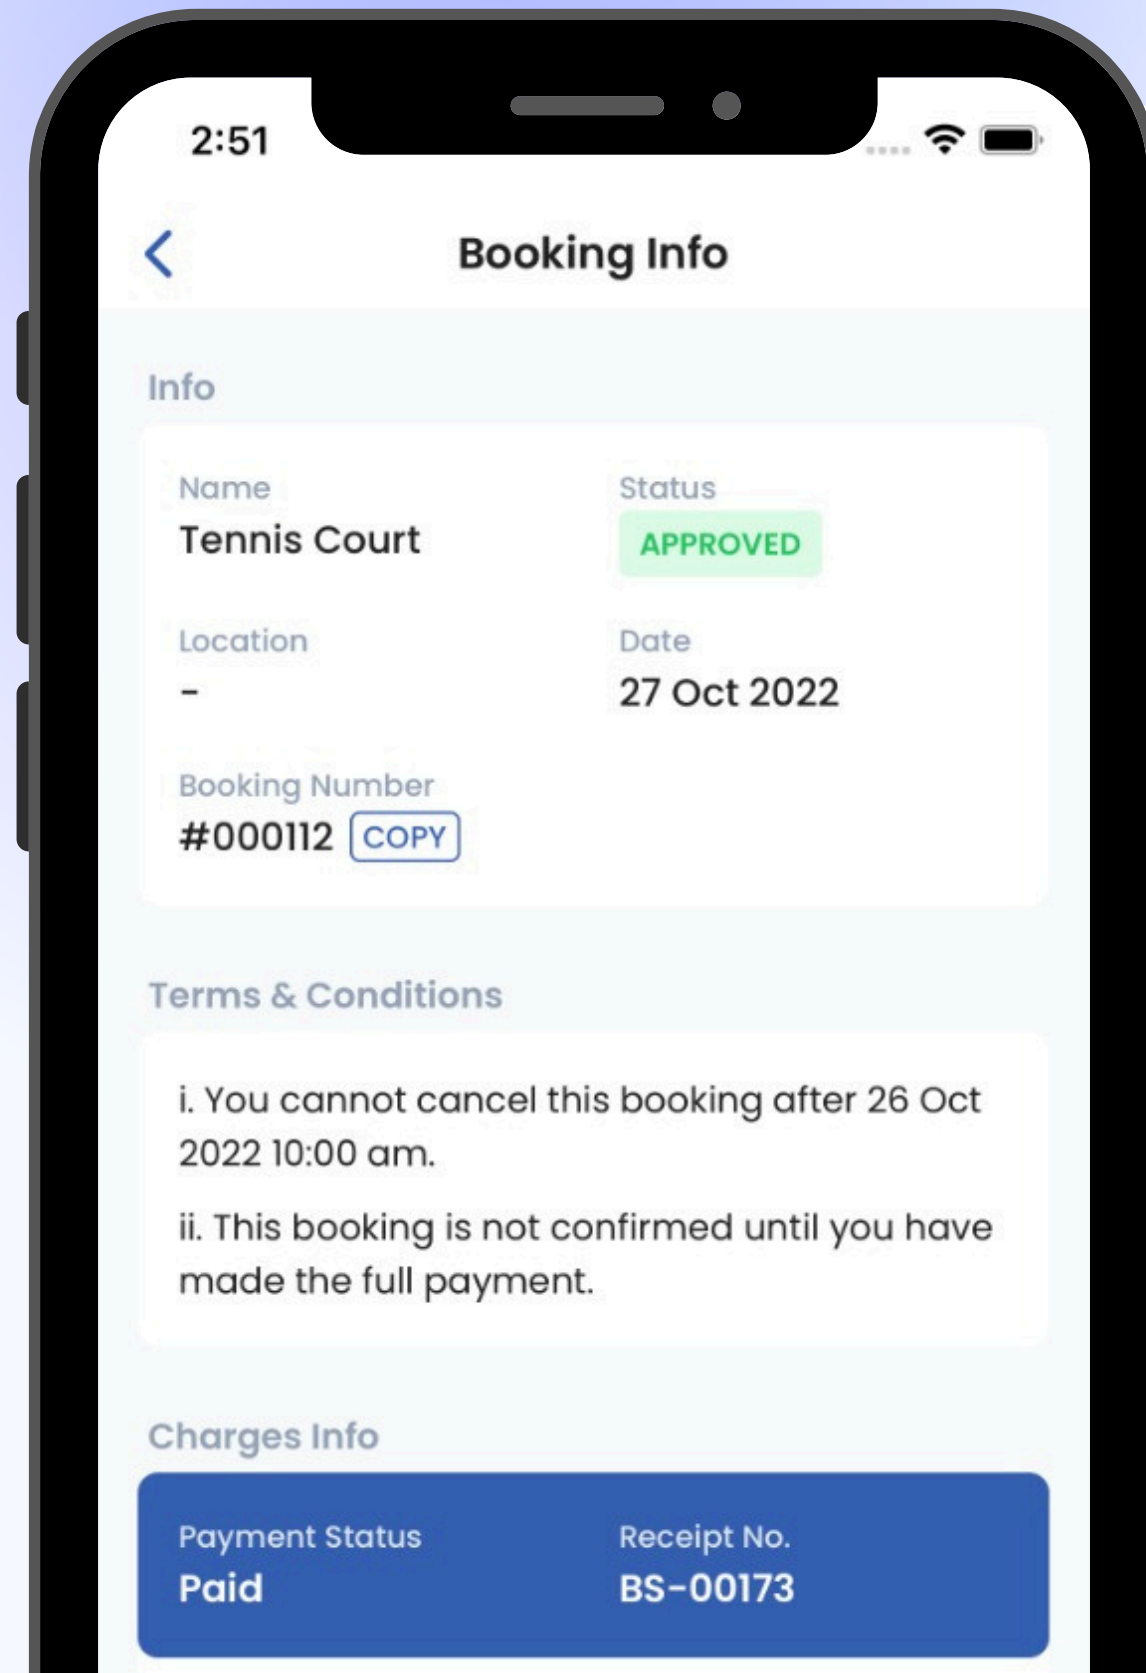 2:51
Booking Info
Info
Name
Status
Tennis Court
APPROVED
Location
Date
-
27 Oct 2022
Booking Number
#000112 COPY
Terms & Conditions
i. You cannot cancel this booking after 26 Oct
2022 10:00 am.
ii. This booking is not confirmed until you have
made the full payment.
Charges Info
Payment Status
Receipt No.
Paid
BS-00173